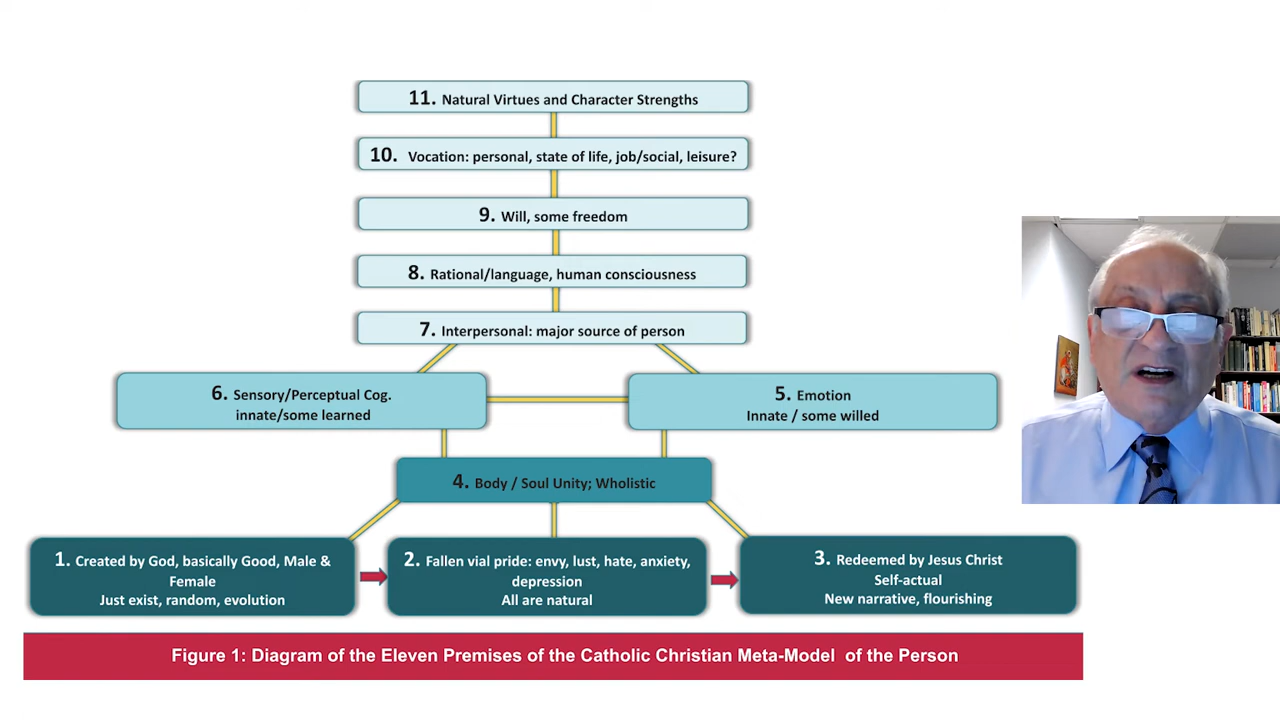 11. Natural Virtues and Character Strengths
10. Vocation: personal, state of life, job/social, leisure?
9. Will, some freedom
8. Rational/language, human consciousness
7. Interpersonal: major source of person
6. Sensory/Perceptual Cog.
innate/some learned
5. Emotion
Innate / some willed
4. Body / Soul Unity; Wholistic
1. Created by God, basically Good, Male &
Female
Just exist, random, evolution
2. Fallen vial pride: envy, lust, hate, anxiety,
depression
All are natural
3. Redeemed by Jesus Christ
Self-actual
New narrative, flourishing
Figure 1: Diagram of the Eleven Premises of the Catholic Christian Meta-Model of the Person